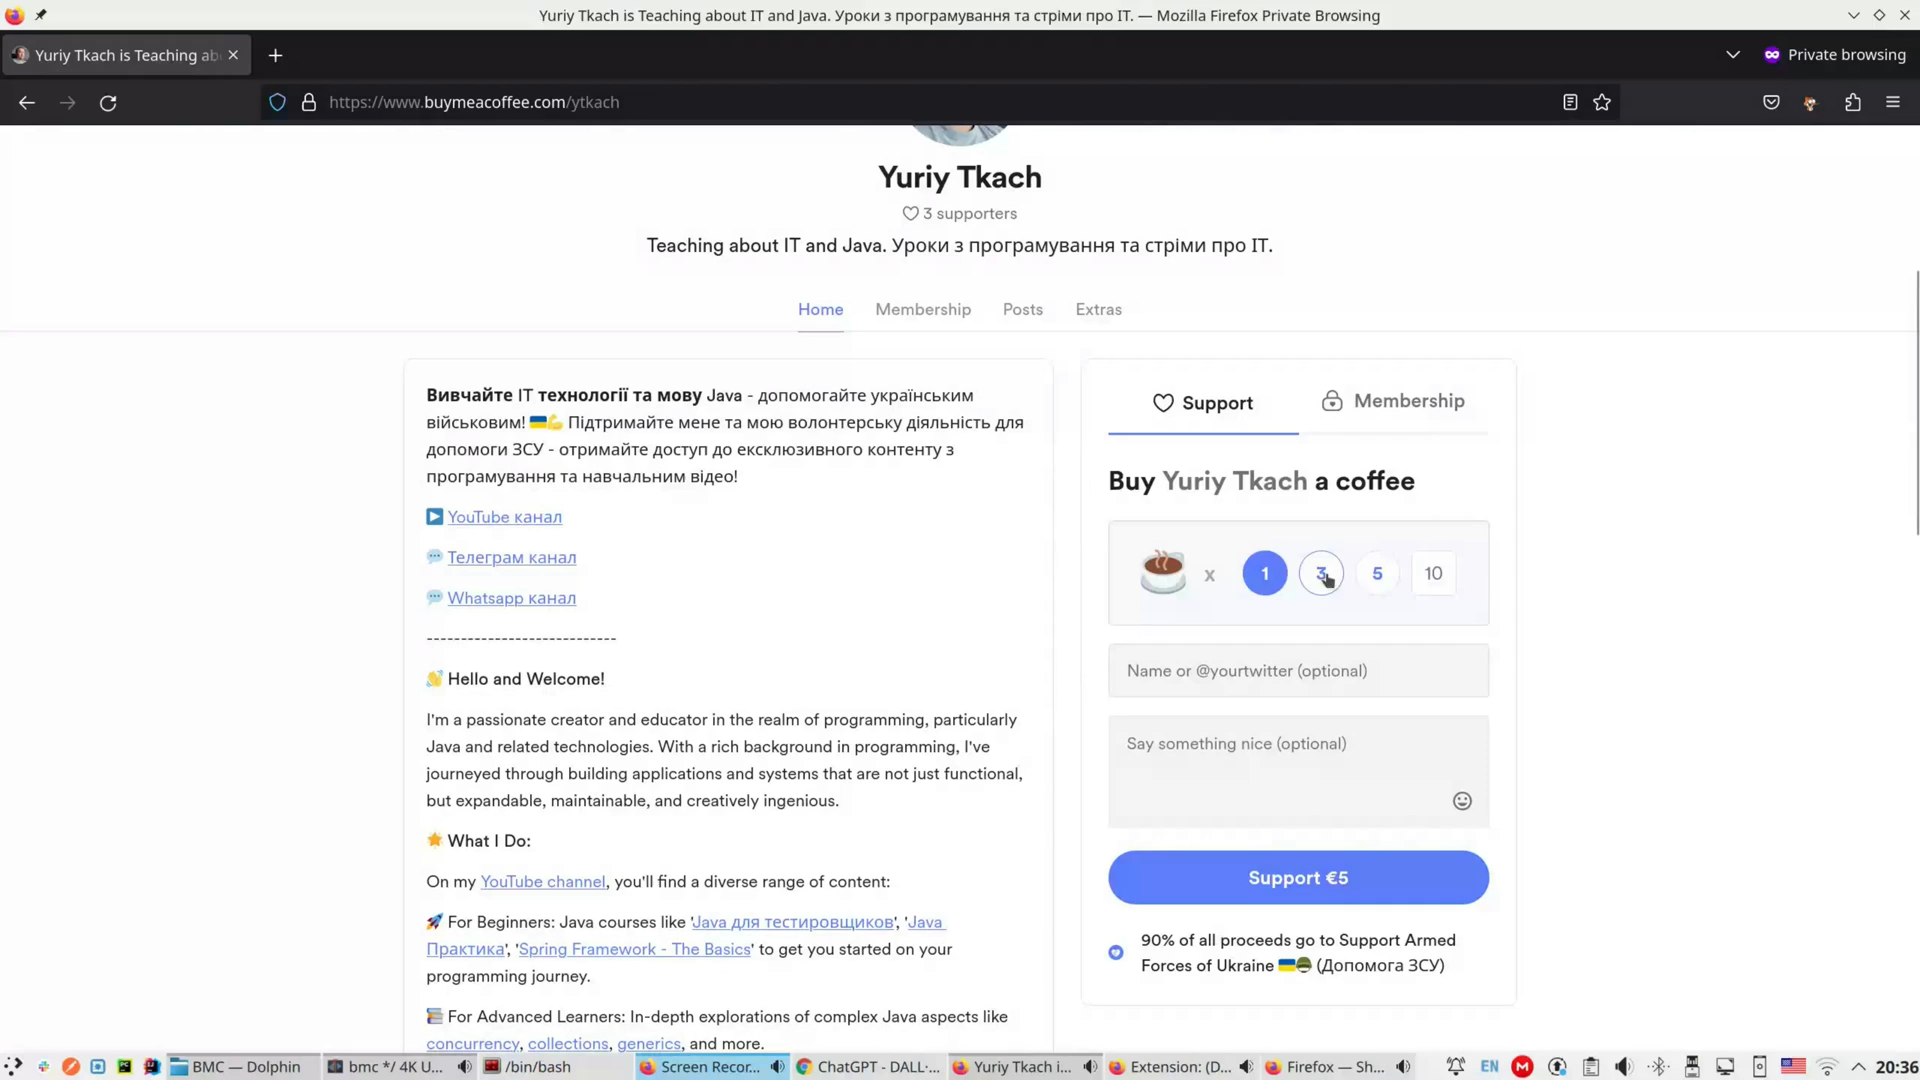 Yuriy Tkach is Teaching about IT and Java. Уроки з програмування та стріми про ІТ. — Mozilla Firefox Private Browsing
Yuriy Tkach is Teaching ab
Private browsing
https://www.buymeacoffee.com/ytkach
Yuriy Tkach
3 supporters
Teaching about IT and Java. Уроки з програмування та стріми про ІТ.
Home
Membership
Posts
Extras
Вивчайте ІТ технології та мову Java - допомагайте українським
військовим! 🇺🇦💪 Підтримайте мене та мою волонтерську діяльність для
допомоги ЗСУ - отримайте доступ до ексклюзивного контенту з
програмування та навчальним відео!
YouTube канал
Телеграм канал
Whatsapp канал
----------------------------
👋 Hello and Welcome!
I'm a passionate creator and educator in the realm of programming, particularly
Java and related technologies. With a rich background in programming, I've
journeyed through building applications and systems that are not just functional,
but expandable, maintainable, and creatively ingenious.
🌟 What I Do:
On my YouTube channel, you'll find a diverse range of content:
🚀 For Beginners: Java courses like 'Java для тестировщиков', 'Java
Практика', 'Spring Framework - The Basics' to get you started on your
programming journey.
📚 For Advanced Learners: In-depth explorations of complex Java aspects like
concurrency, collections, generics, and more.
Support
Membership
Buy Yuriy Tkach a coffee
x 1 3 5 10
Name or @yourtwitter (optional)
Say something nice (optional)
Support €5
90% of all proceeds go to Support Armed
Forces of Ukraine 🇺🇦🪖 (Допомога ЗСУ)
BMC — Dolphin
bmc */ 4K U...
/bin/bash
Screen Recor...
ChatGPT - DALL·...
Yuriy Tkach i...
Extension: (D...
Firefox — Sh...
EN
20:36